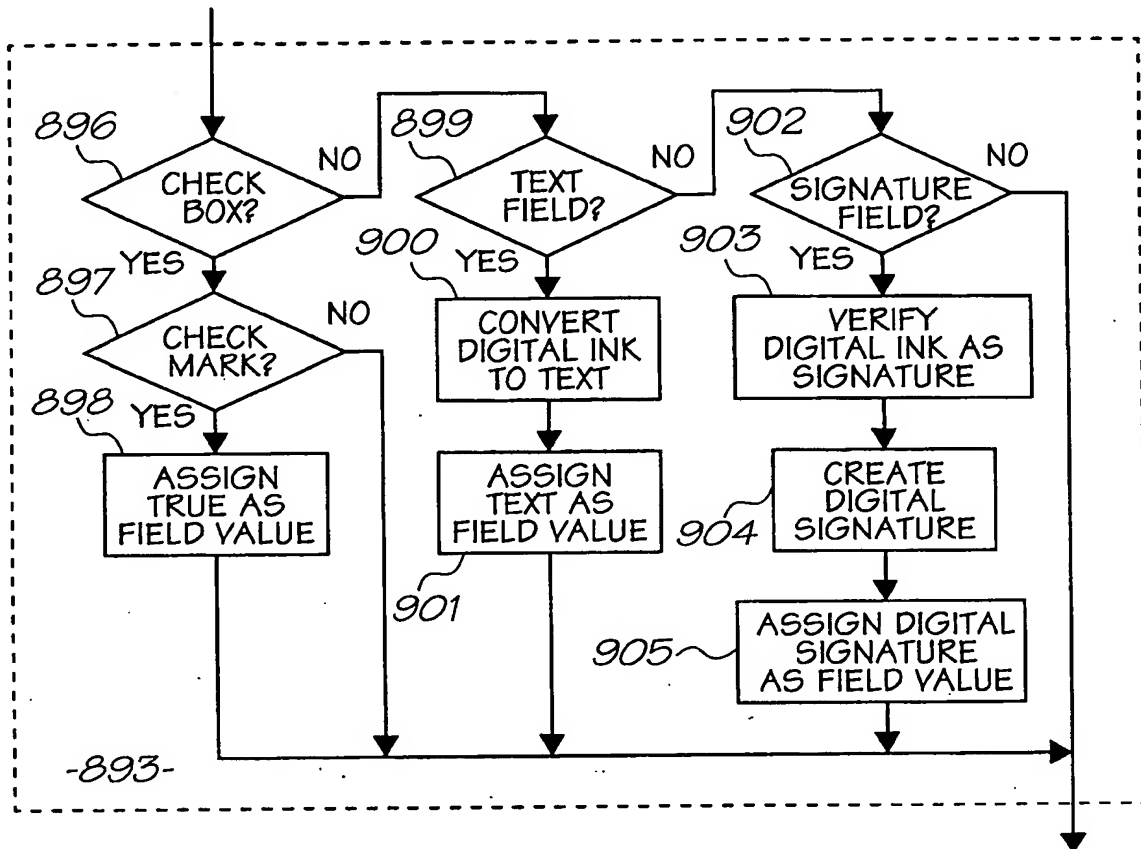 896
CHECK
BOX?
NO
YES
897
CHECK
MARK?
NO
YES
898
ASSIGN
TRUE AS
FIELD VALUE
899
TEXT
FIELD?
NO
YES
900
CONVERT
DIGITAL INK
TO TEXT
ASSIGN
TEXT AS
FIELD VALUE
901
902
SIGNATURE
FIELD?
NO
YES
903
VERIFY
DIGITAL INK AS
SIGNATURE
CREATE
DIGITAL
SIGNATURE
904
ASSIGN DIGITAL
SIGNATURE
AS FIELD VALUE
905
-893-